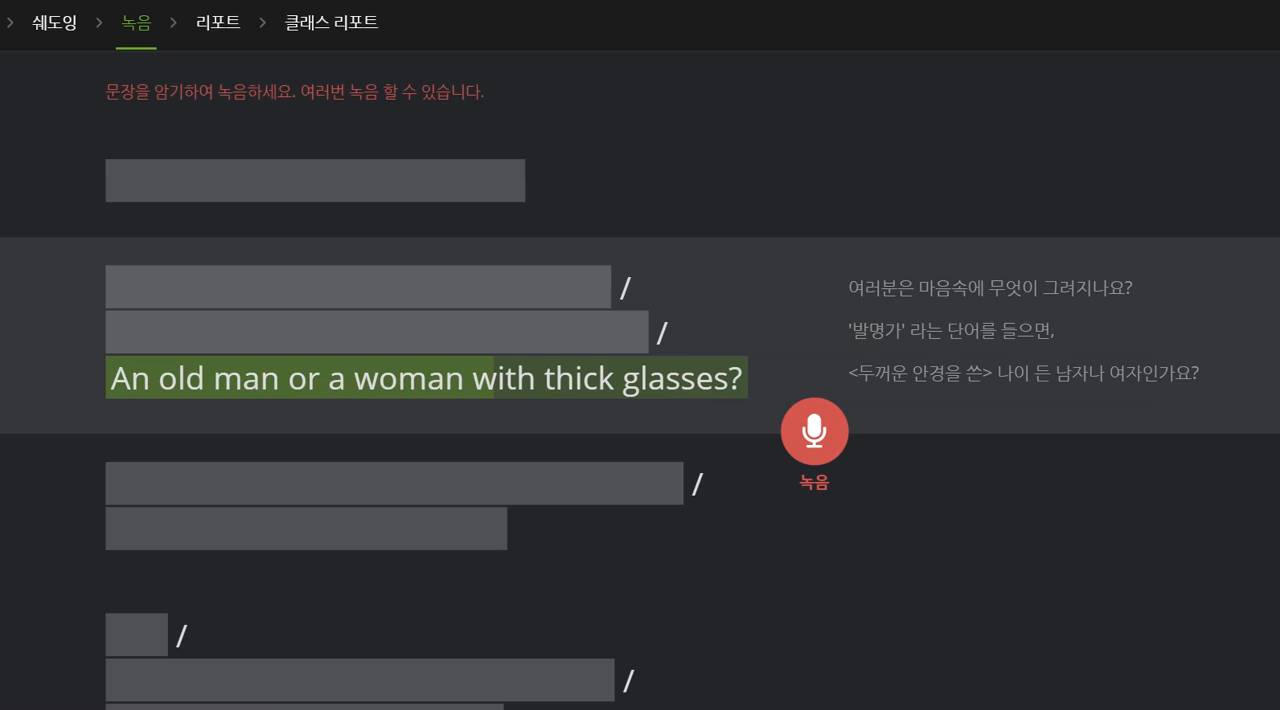 > 쉐도잉 > 녹음 > 리포트 > 클래스 리포트
문장을 암기하여 녹음하세요. 여러번 녹음 할 수 있습니다.
/
/
An old man or a woman with thick glasses?
여러분은 마음속에 무엇이 그려지나요?
'발명가' 라는 단어를 들으면,
<두꺼운 안경을 쓴> 나이 든 남자나 여자인가요?
녹음
/
/
/